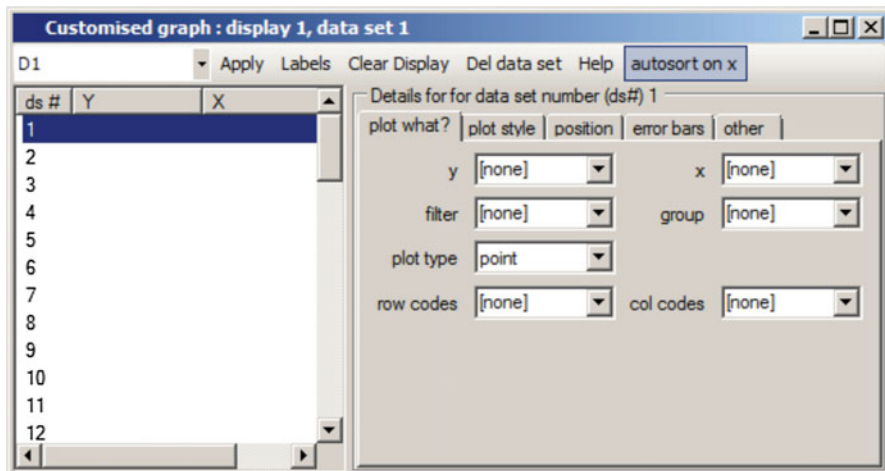 Customised graph : display 1, data set 1
D1 Apply Labels Clear Display Del data set Help autosort on x
ds # Y X
1
2
3
4
5
6
7
8
9
10
11
12
Details for for data set number (ds#) 1
plot what? plot style position error bars other
y [none] x [none]
filter [none] group [none]
plot type point
row codes [none] col codes [none]